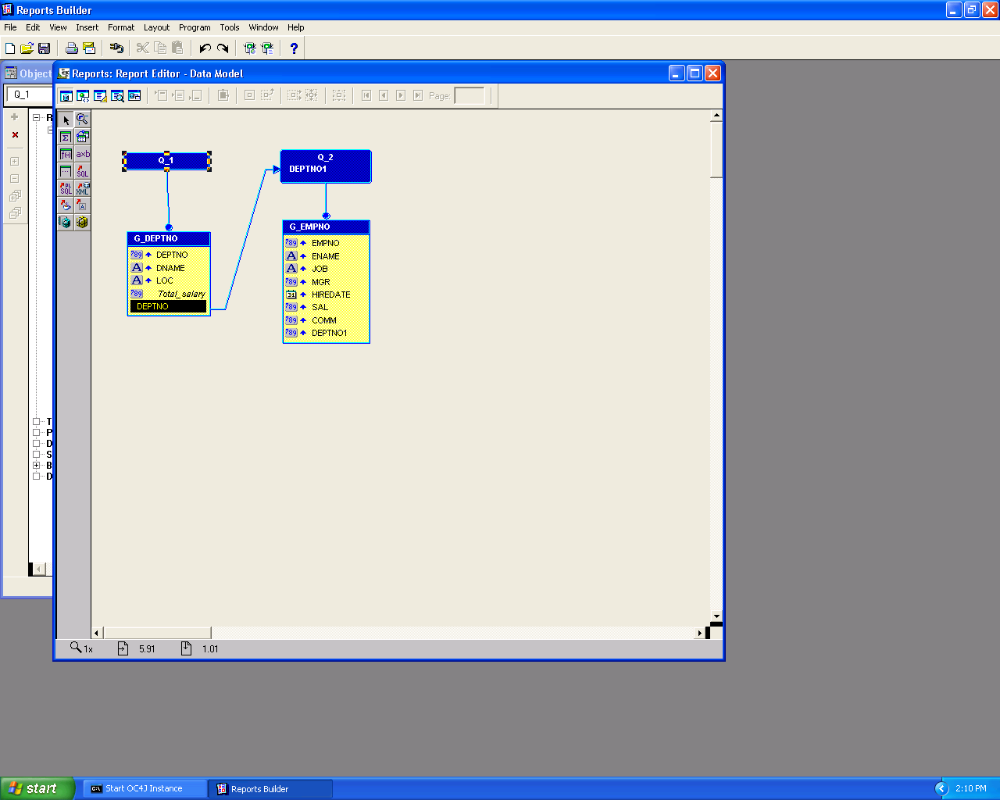 Reports Builder
File Edit View Insert Format Layout Program Tools Window Help
Object
Reports: Report Editor - Data Model
Q_1
Page:
R
Q_1
Q_2
DEPTNO1
G_DEPTNO
DEPTNO
DNAME
LOC
Total_salary
DEPTNO
G_EMPNO
EMPNO
ENAME
JOB
MGR
HIREDATE
SAL
COMM
DEPTNO1
T
P
D
S
B
D
1x 5.91 1.01
start
Start OC4J Instance
Reports Builder
2:10 PM